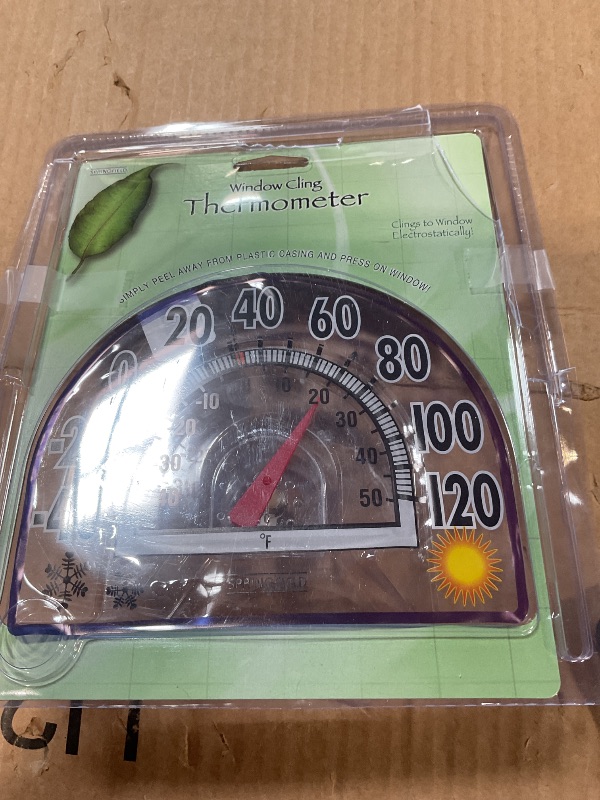 Window Cling
Thermometer
Clings to Window
Electrostatically!
SIMPLY PEEL AWAY FROM PLASTIC CASING AND PRESS ON WINDOW!
0 20 40 60 80 100 120
10 20 30 40 50
°F